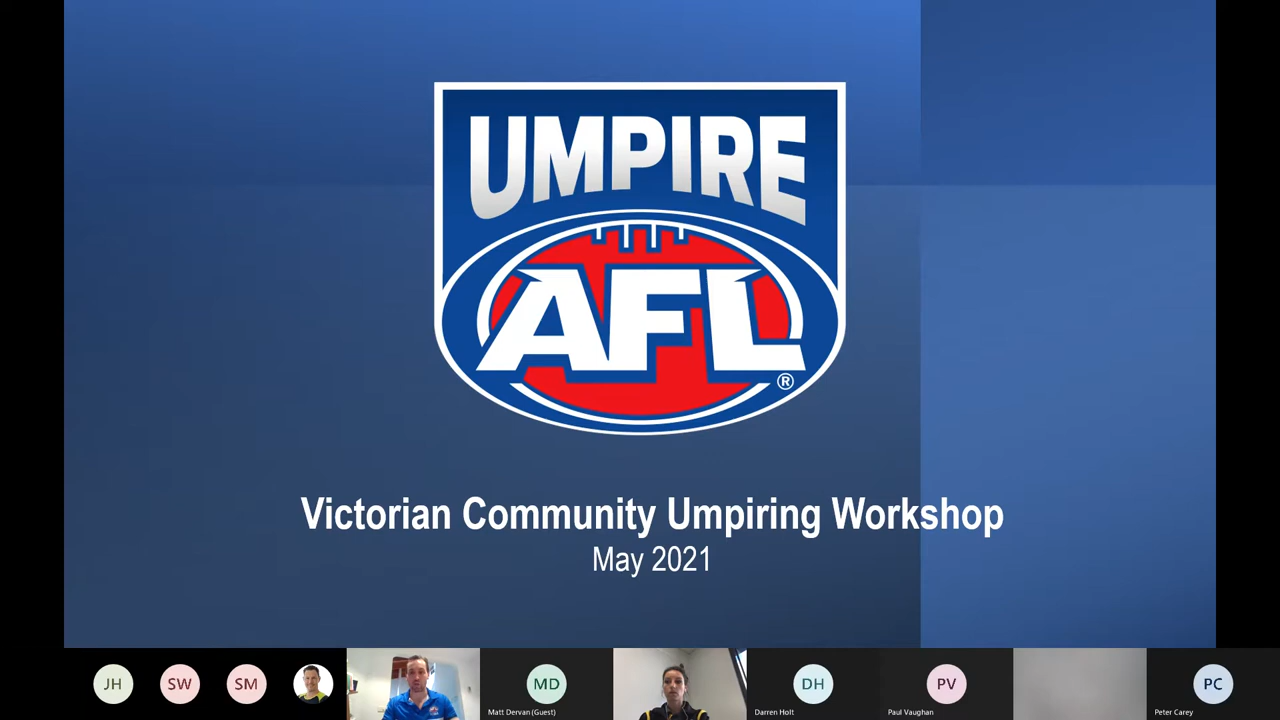 UMPIRE
AFL
®
Victorian Community Umpiring Workshop
May 2021
JH
SW
SM
MD
Matt Dervan (Guest)
DH
Darren Holt
PV
Paul Vaughan
PC
Peter Carey